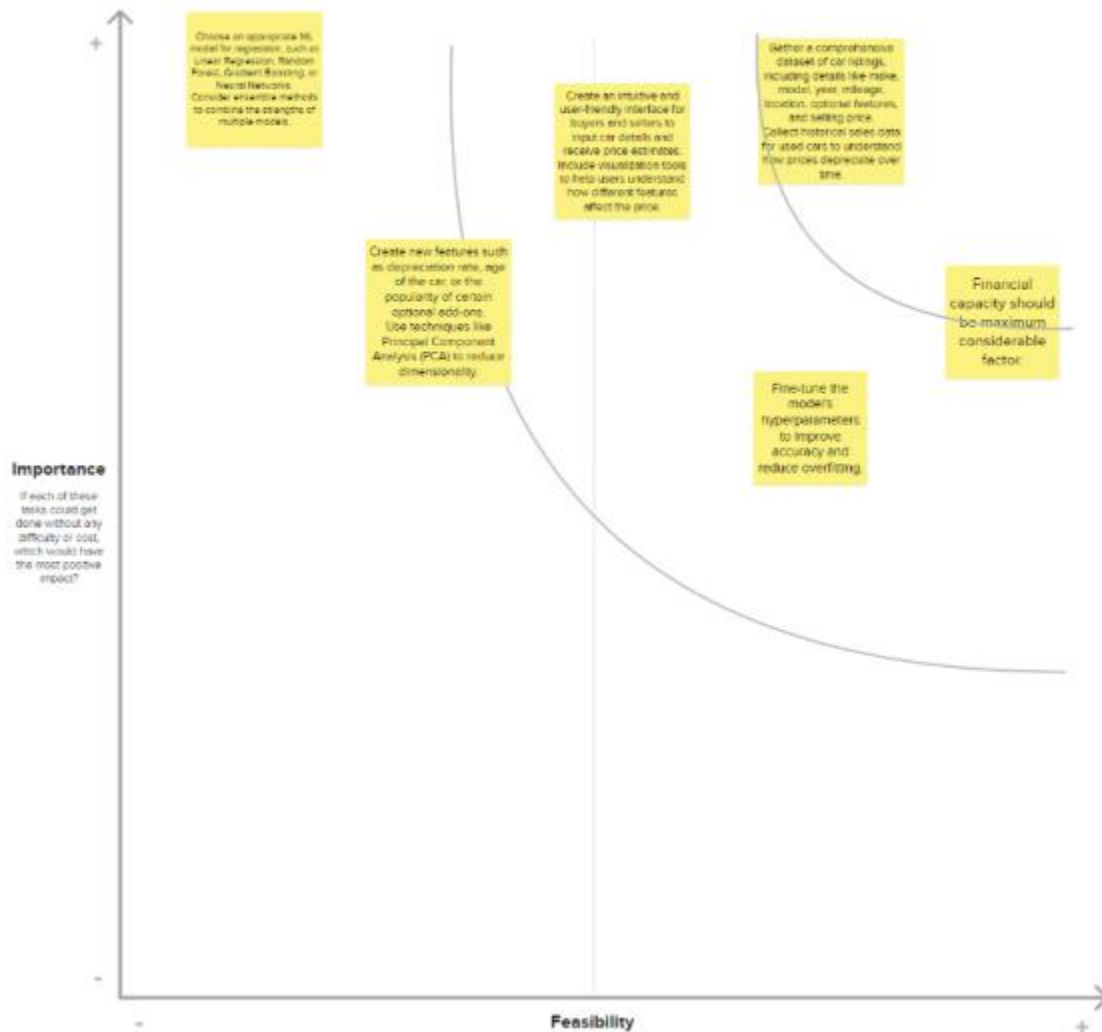 +
Choose an appropriate ML
model for regression, such as
Linear Regression, Random
Forest, Gradient Boosting, or
Neural Networks.
Consider ensemble methods
to combine the strengths of
multiple models.
Create an intuitive and
user-friendly interface for
buyers and sellers to
input car details and
receive price estimates.
Include visualization tools
to help users understand
how different features
affect the price.
Gather a comprehensive
dataset of car listings,
including details like make,
model, year, mileage,
location, optional features,
and selling price.
Collect historical sales data
for used cars to understand
how prices depreciate over
time.
Create new features such
as depreciation rate, age
of the car, or the
popularity of certain
optional add-ons.
Use techniques like
Principal Component
Analysis (PCA) to reduce
dimensionality.
Financial
capacity should
be maximum
considerable
factor.
Fine-tune the
model's
hyperparameters
to improve
accuracy and
reduce overfitting.
Importance
If each of these
tasks could get
done without any
difficulty or cost,
which would have
the most positive
impact?
-
-
Feasibility
+